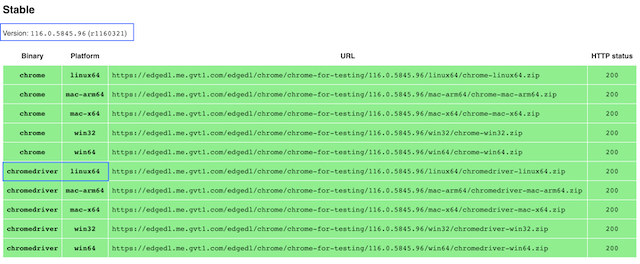 Stable
Version: 116.0.5845.96 (r1160321)
Binary Platform URL HTTP status
chrome linux64 https://edgedl.me.gvt1.com/edgedl/chrome/chrome-for-testing/116.0.5845.96/linux64/chrome-linux64.zip 200
chrome mac-arm64 https://edgedl.me.gvt1.com/edgedl/chrome/chrome-for-testing/116.0.5845.96/mac-arm64/chrome-mac-arm64.zip 200
chrome mac-x64 https://edgedl.me.gvt1.com/edgedl/chrome/chrome-for-testing/116.0.5845.96/mac-x64/chrome-mac-x64.zip 200
chrome win32 https://edgedl.me.gvt1.com/edgedl/chrome/chrome-for-testing/116.0.5845.96/win32/chrome-win32.zip 200
chrome win64 https://edgedl.me.gvt1.com/edgedl/chrome/chrome-for-testing/116.0.5845.96/win64/chrome-win64.zip 200
chromedriver linux64 https://edgedl.me.gvt1.com/edgedl/chrome/chrome-for-testing/116.0.5845.96/linux64/chromedriver-linux64.zip 200
chromedriver mac-arm64 https://edgedl.me.gvt1.com/edgedl/chrome/chrome-for-testing/116.0.5845.96/mac-arm64/chromedriver-mac-arm64.zip 200
chromedriver mac-x64 https://edgedl.me.gvt1.com/edgedl/chrome/chrome-for-testing/116.0.5845.96/mac-x64/chromedriver-mac-x64.zip 200
chromedriver win32 https://edgedl.me.gvt1.com/edgedl/chrome/chrome-for-testing/116.0.5845.96/win32/chromedriver-win32.zip 200
chromedriver win64 https://edgedl.me.gvt1.com/edgedl/chrome/chrome-for-testing/116.0.5845.96/win64/chromedriver-win64.zip 200